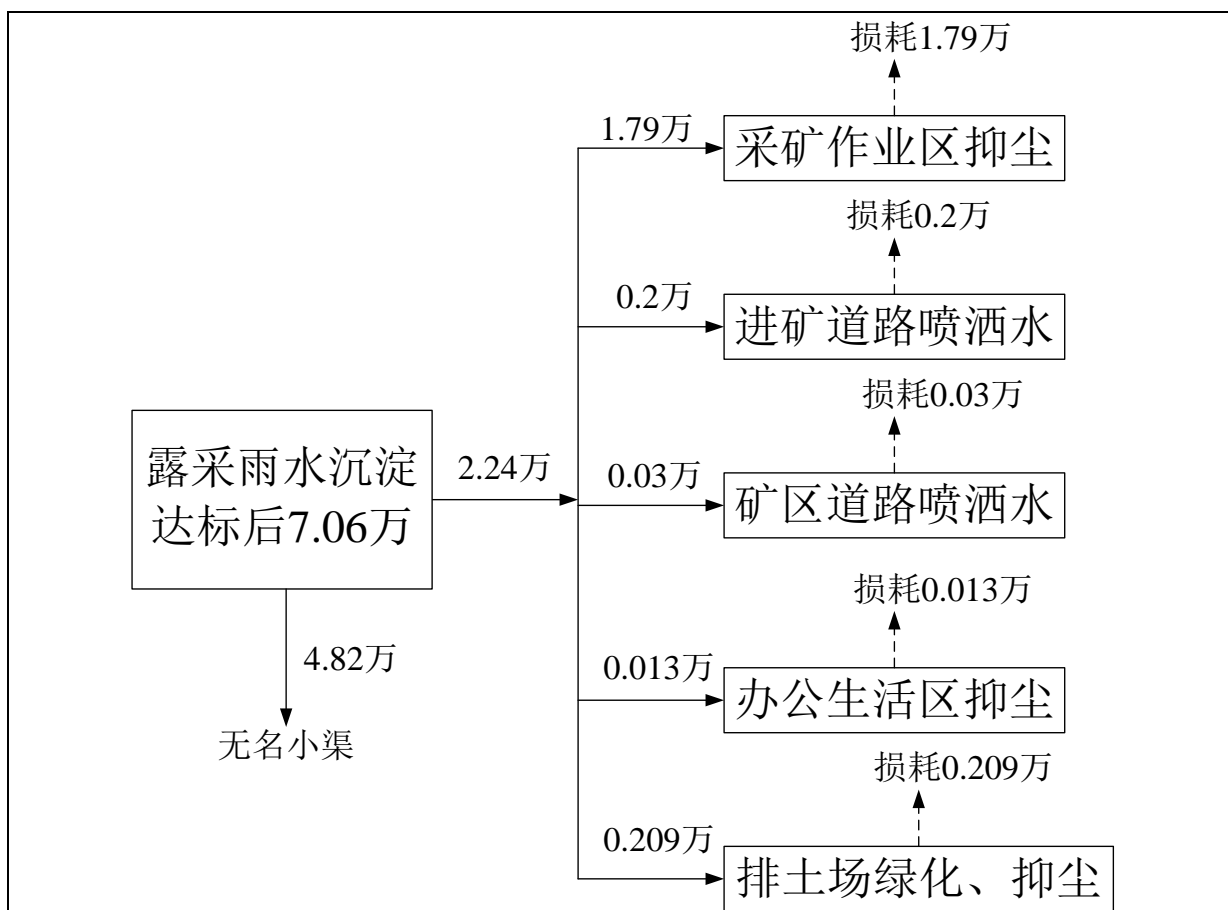 损耗1.79万
1.79万
采矿作业区抑尘
损耗0.2万
0.2万
进矿道路喷洒水
损耗0.03万
露采雨水沉淀
达标后7.06万
2.24万
0.03万
矿区道路喷洒水
损耗0.013万
4.82万
0.013万
办公生活区抑尘
无名小渠
损耗0.209万
0.209万
排土场绿化、抑尘